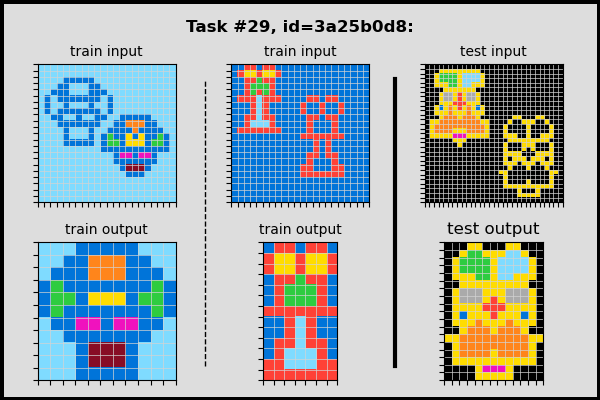 Task #29, id=3a25b0d8:
train input
train input
test input
train output
train output
test output